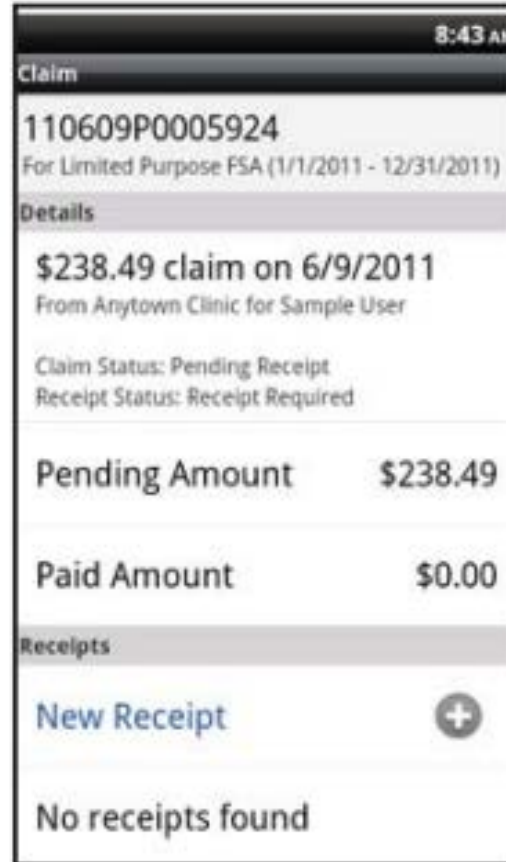 8:43 AM
Claim
110609P0005924
For Limited Purpose FSA (1/1/2011 - 12/31/2011)
Details
$238.49 claim on 6/9/2011
From Anytown Clinic for Sample User
Claim Status: Pending Receipt
Receipt Status: Receipt Required
Pending Amount $238.49
Paid Amount $0.00
Receipts
New Receipt
No receipts found